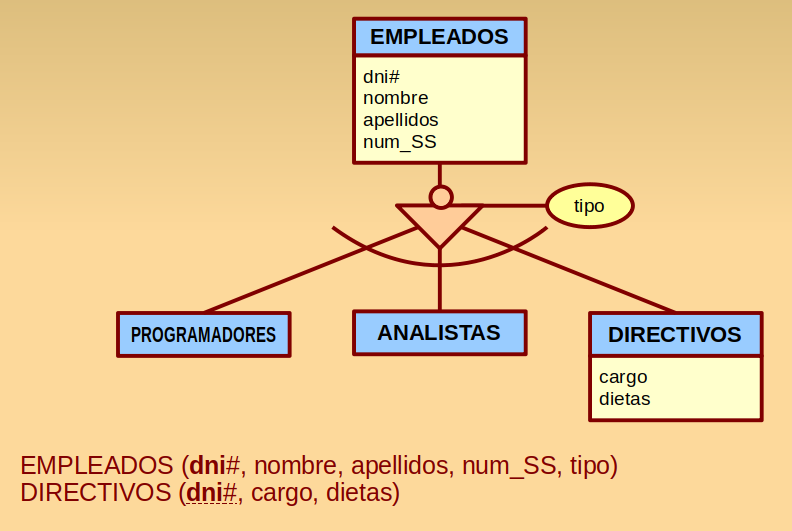 EMPLEADOS
dni#
nombre
apellidos
num_SS
tipo
PROGRAMADORES
ANALISTAS
DIRECTIVOS
cargo
dietas
EMPLEADOS (dni#, nombre, apellidos, num_SS, tipo)
DIRECTIVOS (dni#, cargo, dietas)